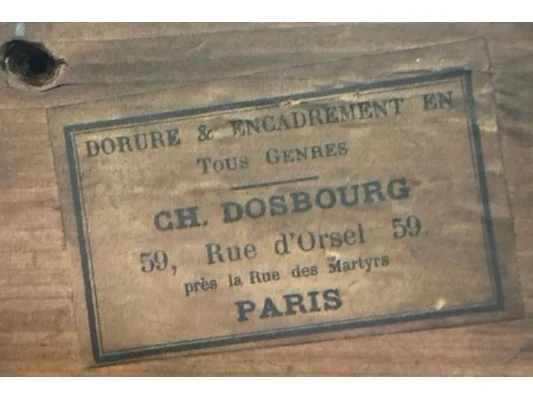 DORURE & ENCADREMENT EN
TOUS GENRES
CH. DOSBOURG
59, Rue d'Orsel 59.
près la Rue des Martyrs
PARIS